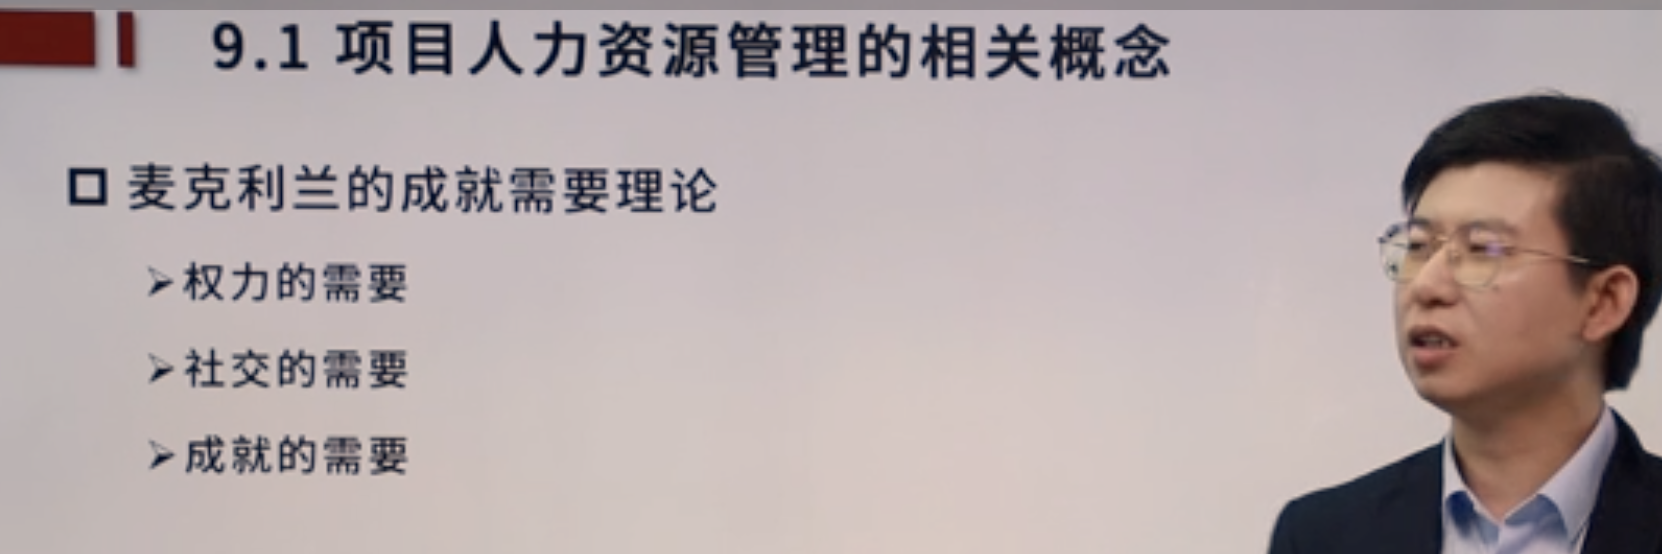 9.1 项目人力资源管理的相关概念
麦克利兰的成就需要理论
权力的需要
社交的需要
成就的需要